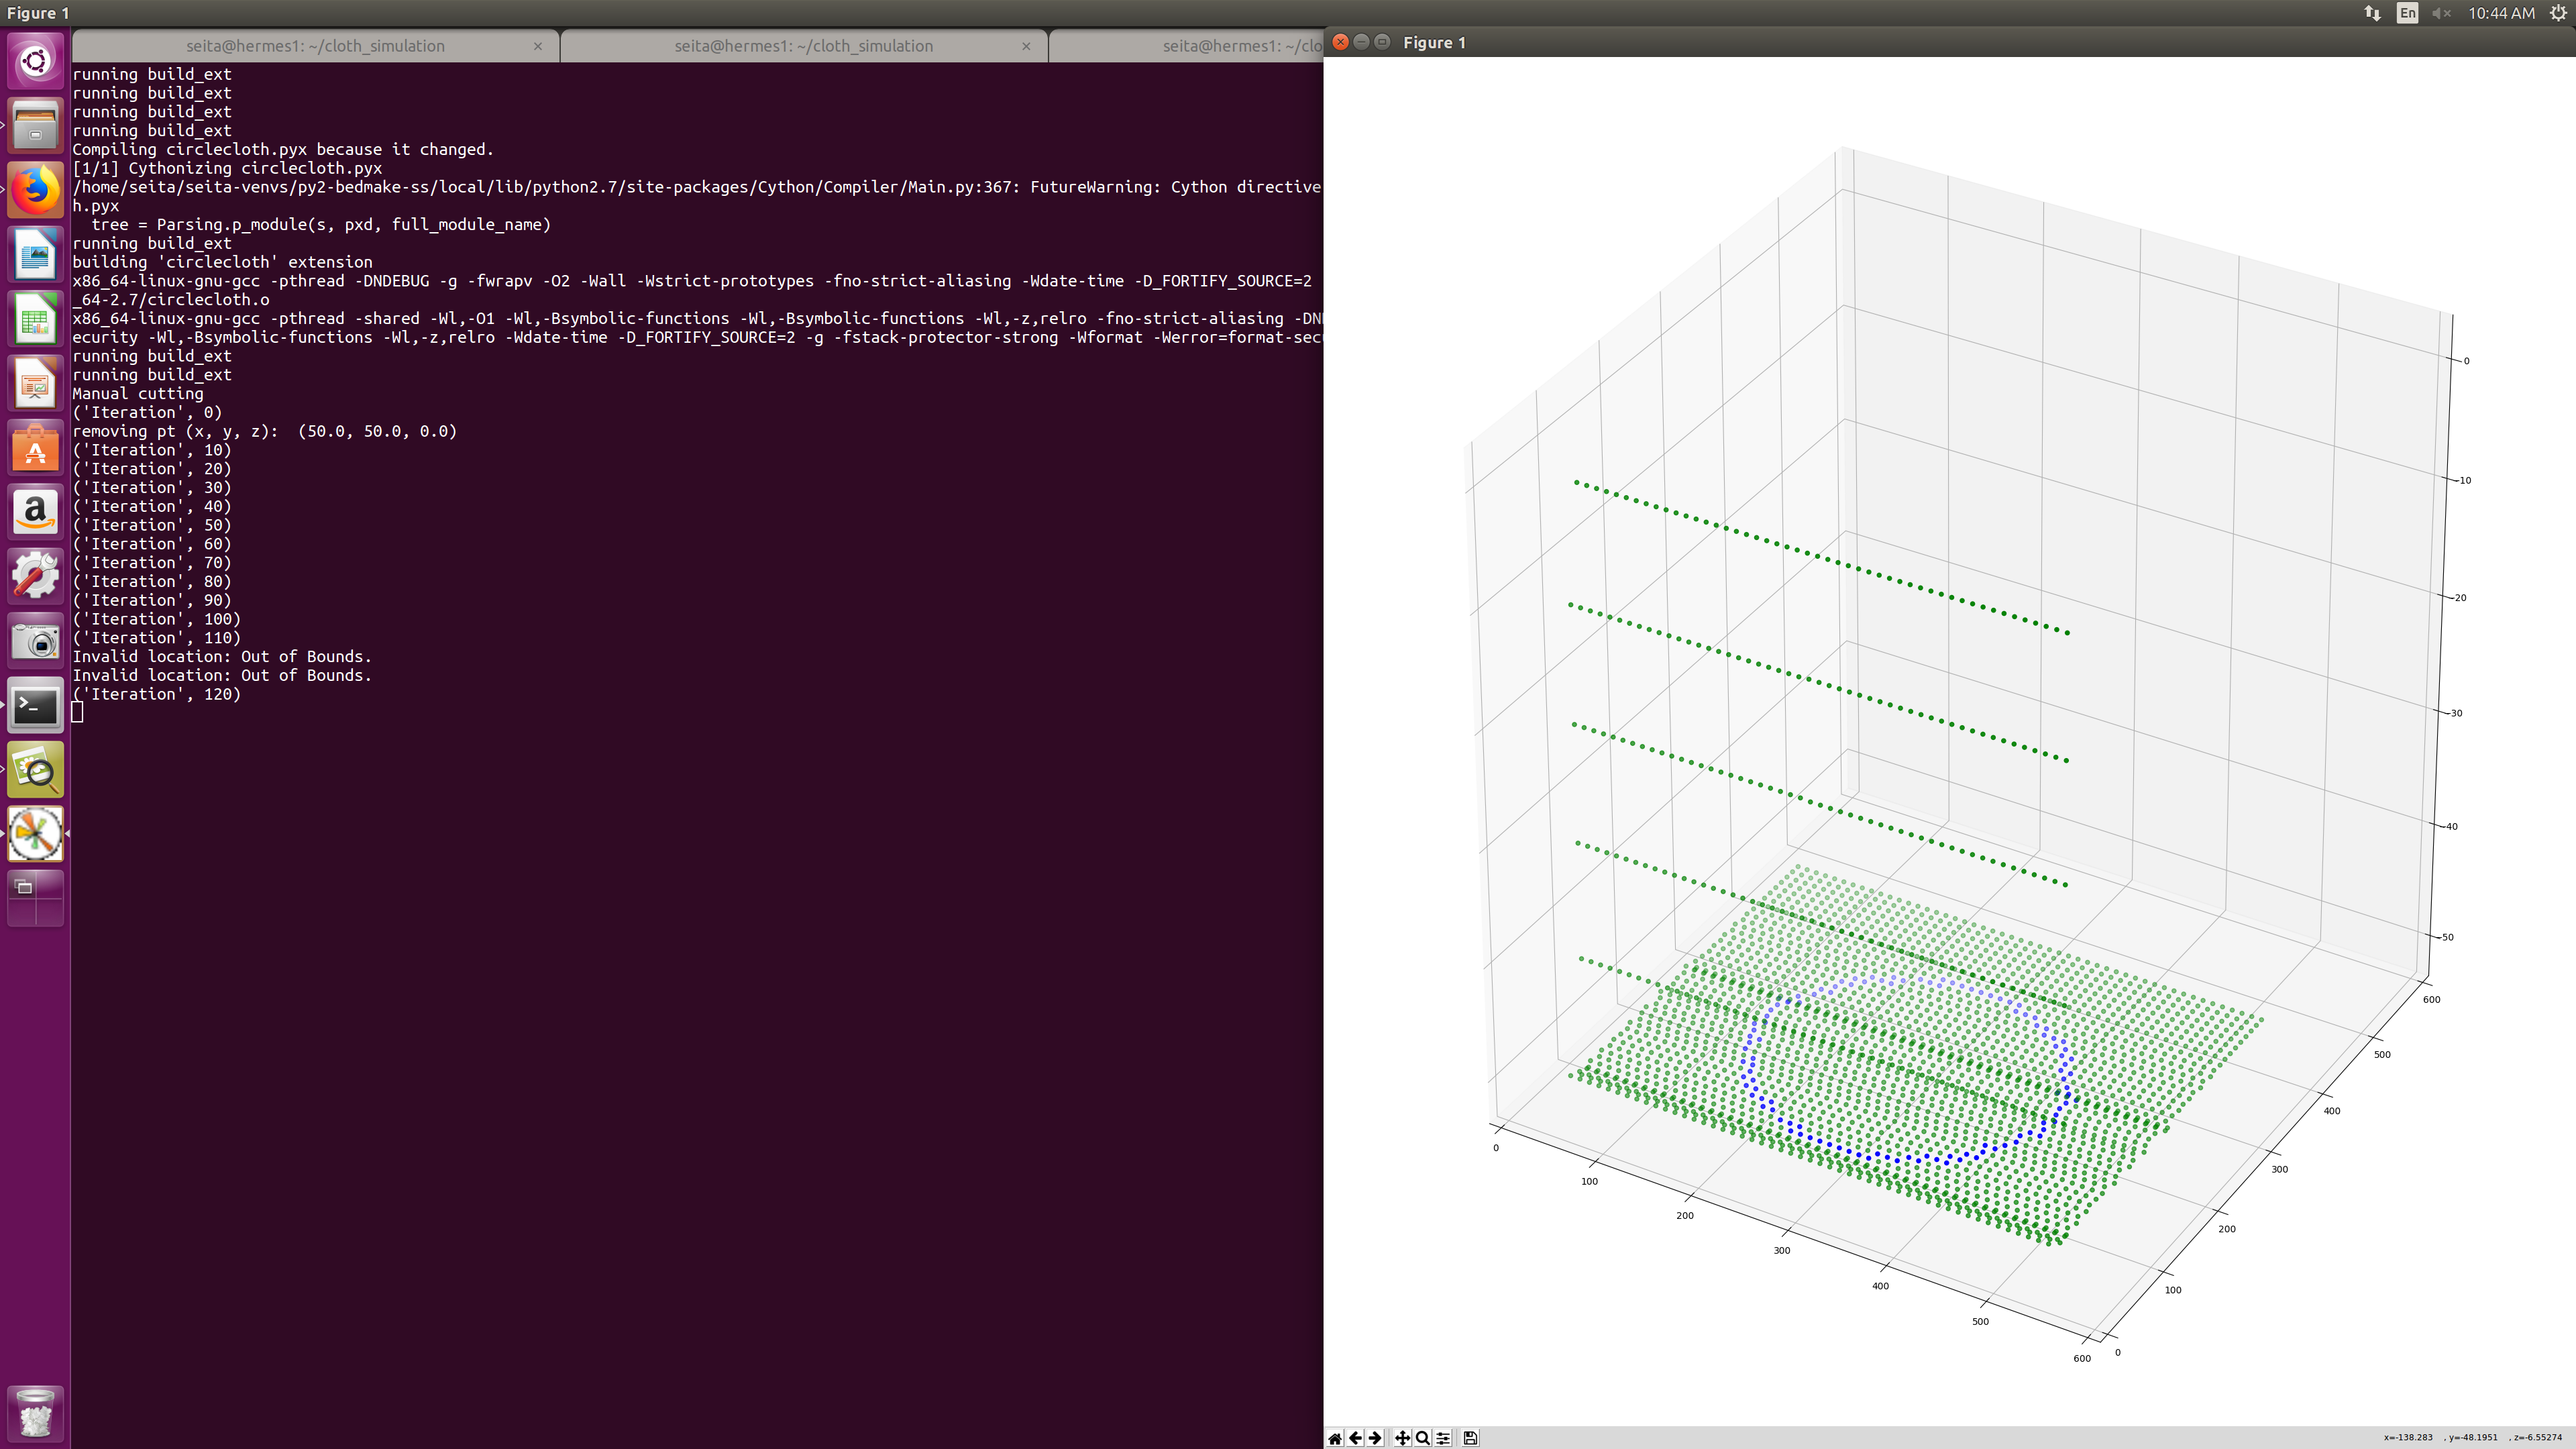 Figure 1
En
10:44 AM
seita@hermes1: ~/cloth_simulation ×
seita@hermes1: ~/cloth_simulation ×
seita@hermes1: ~/clo
Figure 1
running build_ext
running build_ext
running build_ext
running build_ext
Compiling circlecloth.pyx because it changed.
[1/1] Cythonizing circlecloth.pyx
/home/seita/seita-venvs/py2-bedmake-ss/local/lib/python2.7/site-packages/Cython/Compiler/Main.py:367: FutureWarning: Cython directive
h.pyx
  tree = Parsing.p_module(s, pxd, full_module_name)
running build_ext
building 'circlecloth' extension
x86_64-linux-gnu-gcc -pthread -DNDEBUG -g -fwrapv -O2 -Wall -Wstrict-prototypes -fno-strict-aliasing -Wdate-time -D_FORTIFY_SOURCE=2
_64-2.7/circlecloth.o
x86_64-linux-gnu-gcc -pthread -shared -Wl,-O1 -Wl,-Bsymbolic-functions -Wl,-Bsymbolic-functions -Wl,-z,relro -fno-strict-aliasing -DN
ecurity -Wl,-Bsymbolic-functions -Wl,-z,relro -Wdate-time -D_FORTIFY_SOURCE=2 -g -fstack-protector-strong -Wformat -Werror=format-sec
running build_ext
running build_ext
Manual cutting
('Iteration', 0)
removing pt (x, y, z):  (50.0, 50.0, 0.0)
('Iteration', 10)
('Iteration', 20)
('Iteration', 30)
('Iteration', 40)
('Iteration', 50)
('Iteration', 60)
('Iteration', 70)
('Iteration', 80)
('Iteration', 90)
('Iteration', 100)
('Iteration', 110)
Invalid location: Out of Bounds.
Invalid location: Out of Bounds.
('Iteration', 120)
0
-10
-20
-30
-40
-50
600
500
400
300
200
100
0
0
100
200
300
400
500
600
x=-138.283 , y=-48.1951 , z=-6.55274